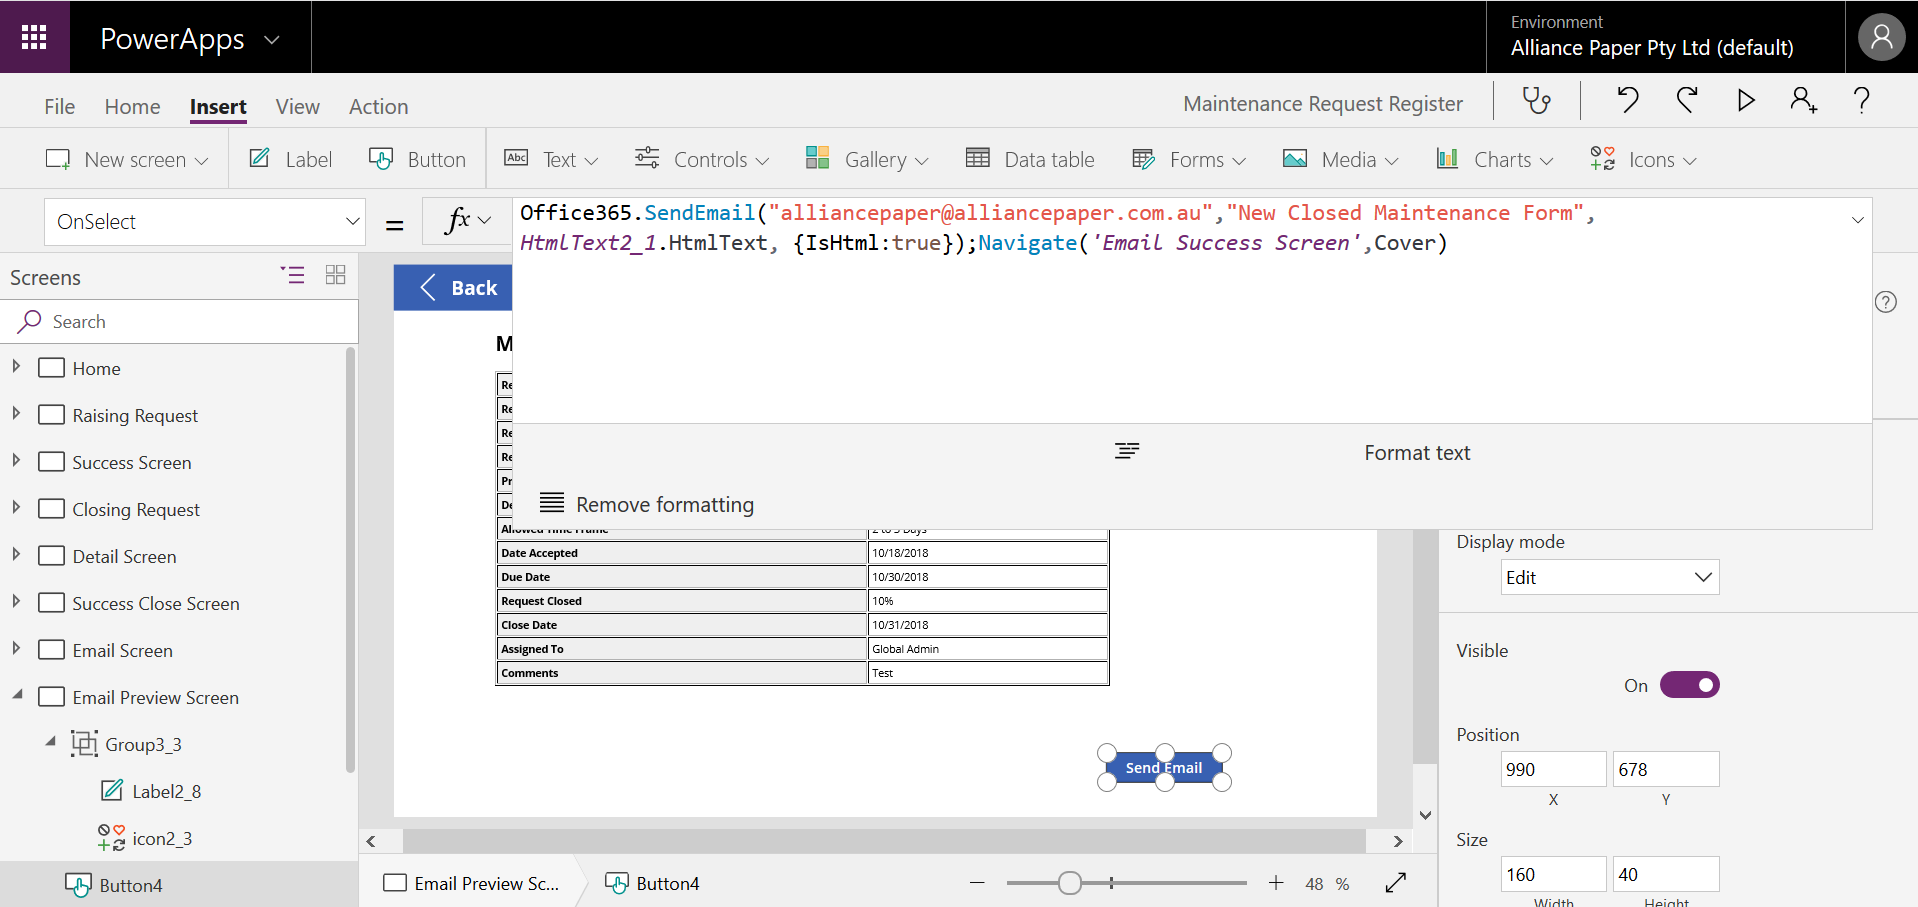 PowerApps
Environment
Alliance Paper Pty Ltd (default)
File Home Insert View Action
Maintenance Request Register
New screen Label Button Text Controls Gallery Data table Forms Media Charts Icons
OnSelect = fx
Office365.SendEmail("alliancepaper@alliancepaper.com.au","New Closed Maintenance Form",
HtmlText2_1.HtmlText, {IsHtml:true});Navigate('Email Success Screen',Cover)
Format text
Remove formatting
Screens
Search
Home
Raising Request
Success Screen
Closing Request
Detail Screen
Success Close Screen
Email Screen
Email Preview Screen
Group3_3
Label2_8
icon2_3
Button4
Back
M
Re
Re
Re
Re
Pr
De
Allowed Time Frame 2 to 5 Days
Date Accepted 10/18/2018
Due Date 10/30/2018
Request Closed 10%
Close Date 10/31/2018
Assigned To Global Admin
Comments Test
Send Email
Email Preview Sc... Button4
48 %
Display mode
Edit
Visible
On
Position
990 678
X Y
Size
160 40
Width Height